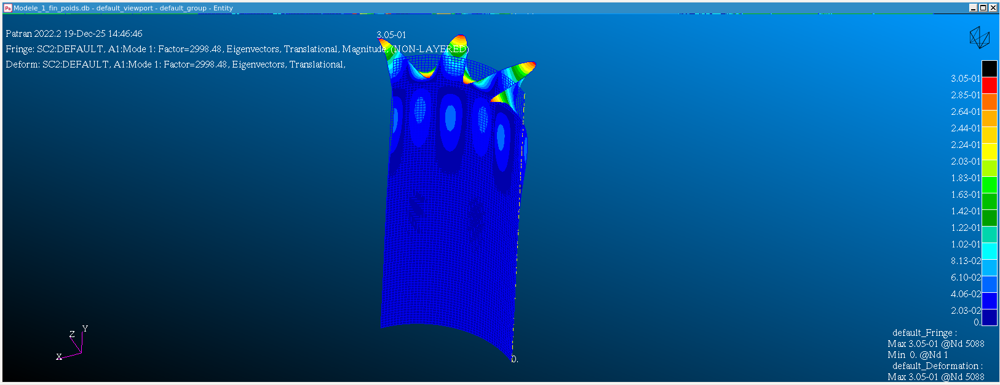 Modele_1_fin_poids.db - default_viewport - default_group - Entity
Patran 2022.2 19-Dec-25 14:46:46
Fringe: SC2:DEFAULT, A1:Mode 1: Factor=2998.48, Eigenvectors, Translational, Magnitude, (NON-LAYERED)
Deform: SC2:DEFAULT, A1:Mode 1: Factor=2998.48, Eigenvectors, Translational,
3.05-01
3.05-01
2.85-01
2.64-01
2.44-01
2.24-01
2.03-01
1.83-01
1.63-01
1.42-01
1.22-01
1.02-01
8.13-02
6.10-02
4.06-02
2.03-02
0.
default_Fringe :
Max 3.05-01 @Nd 5088
Min 0. @Nd 1
default_Deformation :
Max 3.05-01 @Nd 5088
0.
Y
Z
X